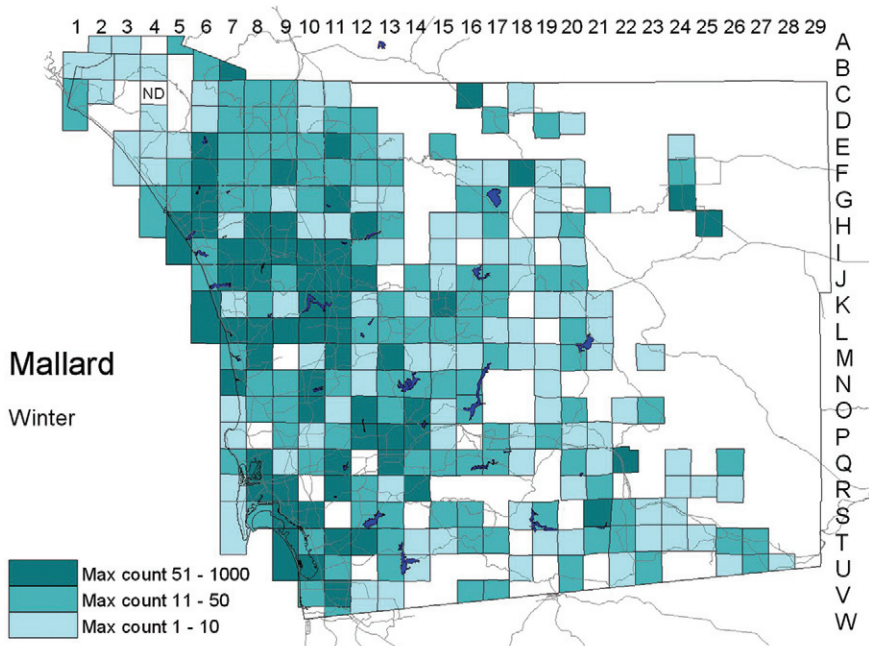 1 2 3 4 5 6 7 8 9 10 11 12 13 14 15 16 17 18 19 20 21 22 23 24 25 26 27 28 29
A
B
C
D
E
F
G
H
I
J
K
L
M
N
O
P
Q
R
S
T
U
V
W
ND
Mallard
Winter
Max count 51 - 1000
Max count 11 - 50
Max count 1 - 10